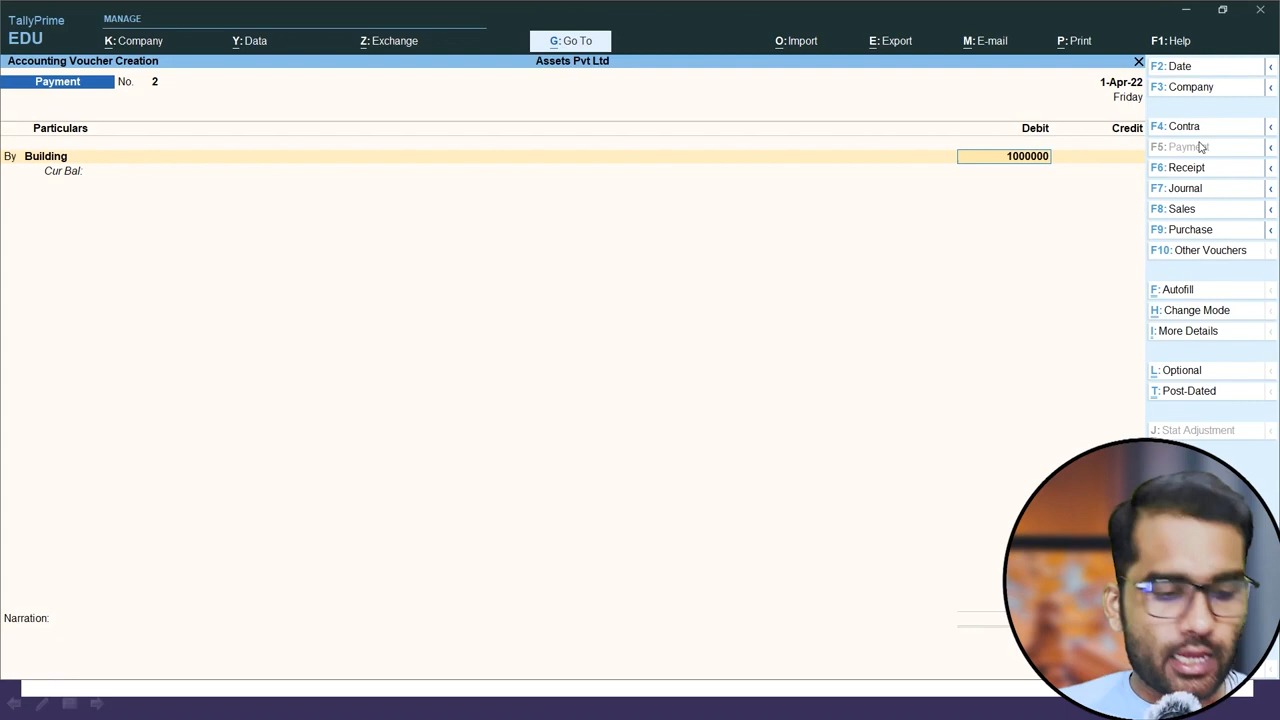 TallyPrime
EDU
MANAGE
K: Company
Y: Data
Z: Exchange
G: Go To
O: Import
E: Export
M: E-mail
P: Print
F1: Help
Accounting Voucher Creation
Assets Pvt Ltd
Payment
No. 2
1-Apr-22
Friday
Particulars
Debit
Credit
By Building
1000000
Cur Bal:
Narration:
F2: Date
F3: Company
F4: Contra
F5: Payment
F6: Receipt
F7: Journal
F8: Sales
F9: Purchase
F10: Other Vouchers
F: Autofill
H: Change Mode
I: More Details
L: Optional
T: Post-Dated
J: Stat Adjustment